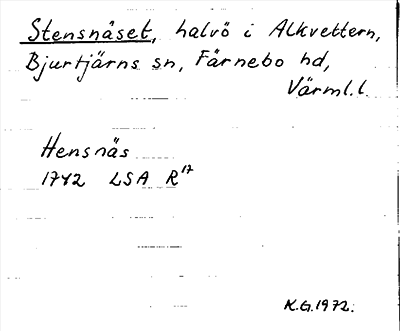 Stensnäset, halvö i Alkvettern,
Bjurtjärns sn, Färnebo hd,
Värml. l.
Hensnäs
1742 LSA R17
K.G. 1972.